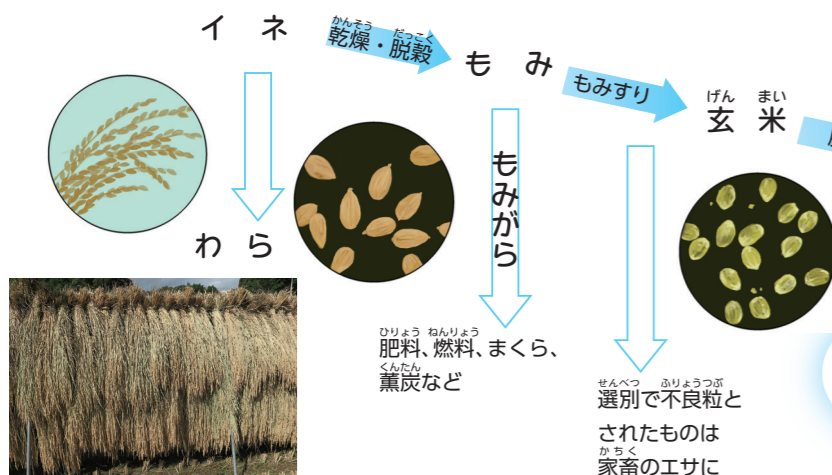 イネ
乾燥・脱穀
かんそう だっこく
もみ
もみすり
玄米
げん まい
わら
もみがら
肥料、燃料、まくら、
ひりょう ねんりょう
薫炭など
くんたん
選別で不良粒と
せんべつ ふりょうつぶ
されたものは
家畜のエサに
かちく